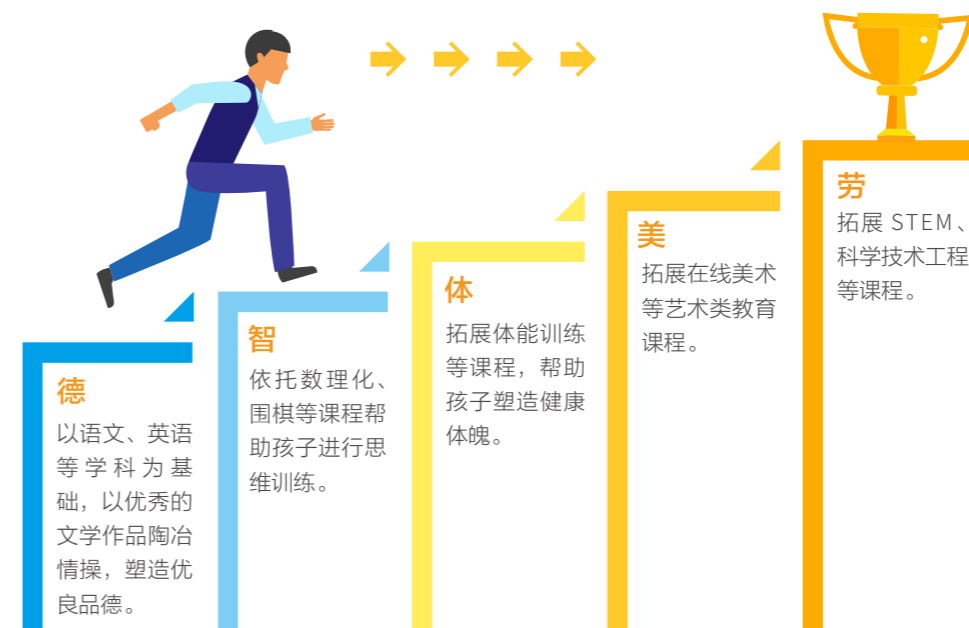 德
以语文、英语
等学科为基
础，以优秀的
文学作品陶冶
情操，塑造优
良品德。
智
依托数理化、
围棋等课程帮
助孩子进行思
维训练。
体
拓展体能训练
等课程，帮助
孩子塑造健康
体魄。
美
拓展在线美术
等艺术类教育
课程。
劳
拓展 STEM、
科学技术工程
等课程。